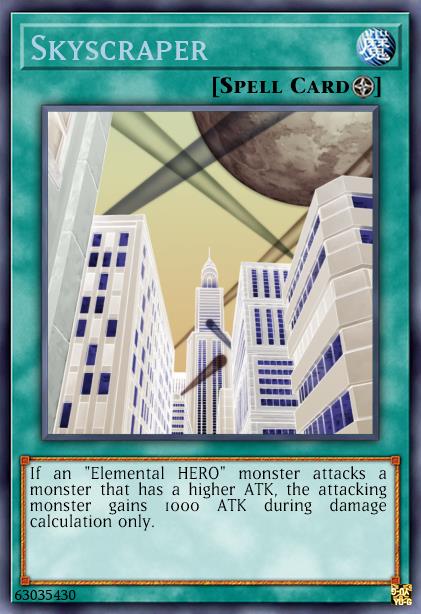 Skyscraper
魔
[Spell Card]
If an "Elemental HERO" monster attacks a
monster that has a higher ATK, the attacking
monster gains 1000 ATK during damage
calculation only.
63035430